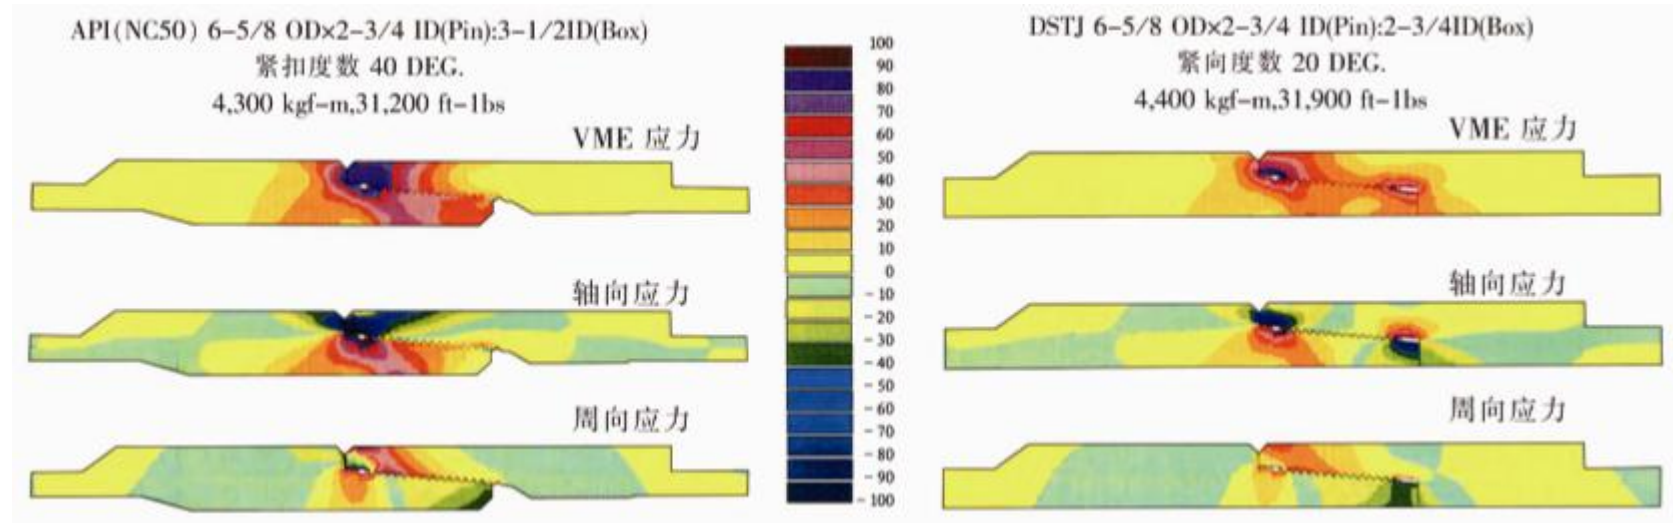 API(NC50) 6-5/8 OD×2-3/4 ID(Pin):3-1/2ID(Box)
紧扣度数 40 DEG.
4,300 kgf-m,31,200 ft-1bs
VME 应力
轴向应力
周向应力
100
90
80
70
60
50
40
30
20
10
0
-10
-20
-30
-40
-50
-60
-70
-80
-90
-100
DSTJ 6-5/8 OD×2-3/4 ID(Pin):2-3/4ID(Box)
紧向度数 20 DEG.
4,400 kgf-m,31,900 ft-1bs
VME 应力
轴向应力
周向应力